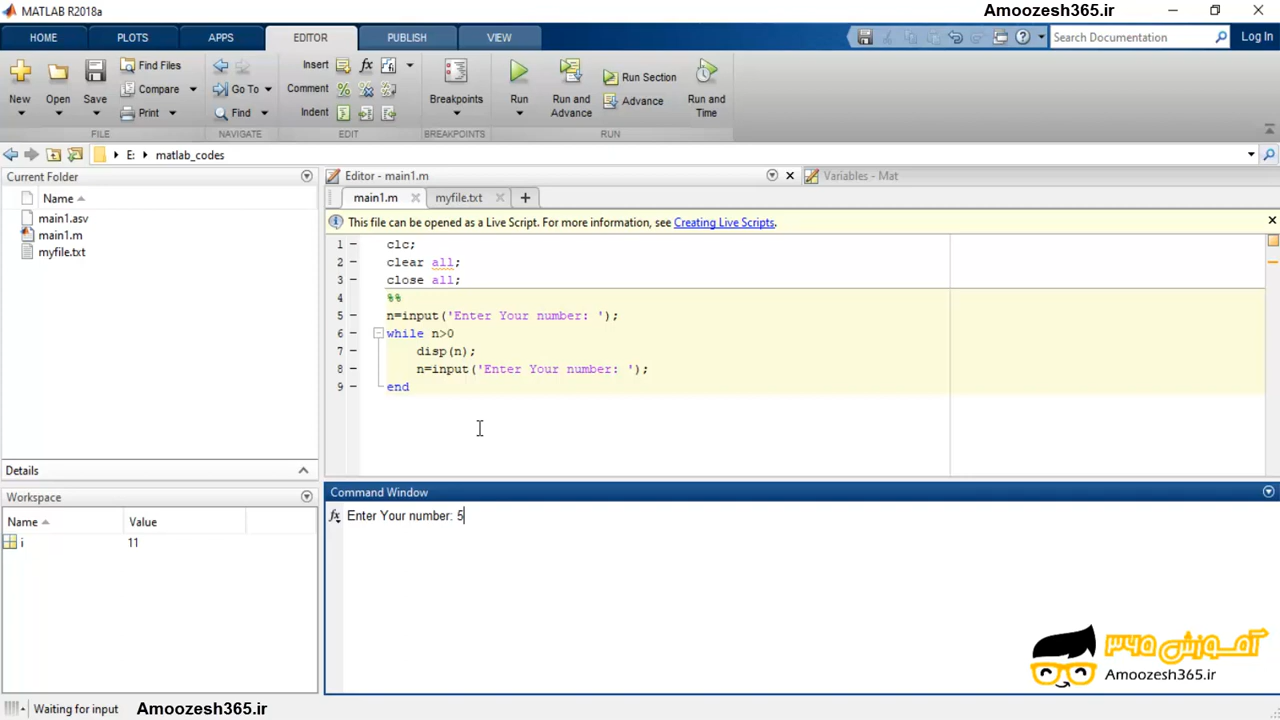 MATLAB R2018a
Amoozesh365.ir
HOME PLOTS APPS EDITOR PUBLISH VIEW
Search Documentation
Log In
New
Open
Save
Find Files
Compare
Print
FILE
Go To
Find
NAVIGATE
Insert
Comment
Indent
EDIT
Breakpoints
BREAKPOINTS
Run
Run and
Advance
Run Section
Advance
Run and
Time
RUN
E: matlab_codes
Current Folder
Name
main1.asv
main1.m
myfile.txt
Details
Workspace
Name Value
i 11
Editor - main1.m
Variables - Mat
main1.m myfile.txt
This file can be opened as a Live Script. For more information, see Creating Live Scripts.
1 clc;
2 clear all;
3 close all;
4 %%
5 n=input('Enter Your number: ');
6 while n>0
7 disp(n);
8 n=input('Enter Your number: ');
9 end
Command Window
fx Enter Your number: 5
آموزش ۳۶۵
Amoozesh365.ir
Waiting for input
Amoozesh365.ir